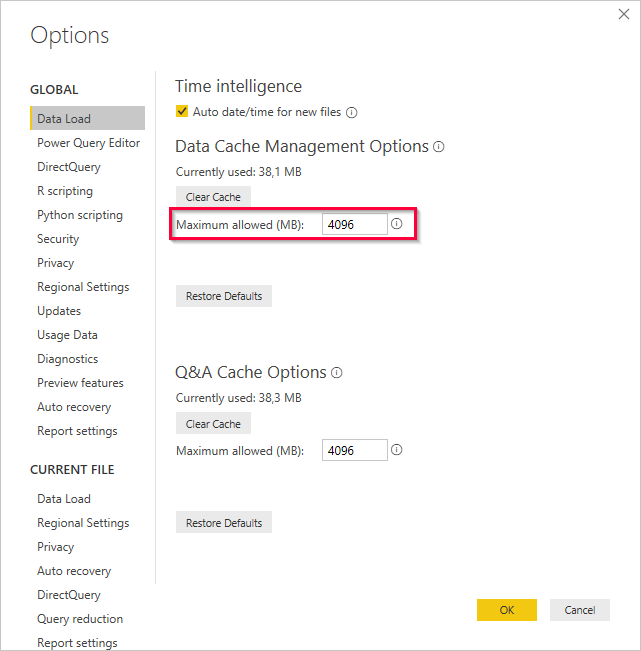 Options
GLOBAL
Data Load
Power Query Editor
DirectQuery
R scripting
Python scripting
Security
Privacy
Regional Settings
Updates
Usage Data
Diagnostics
Preview features
Auto recovery
Report settings
CURRENT FILE
Data Load
Regional Settings
Privacy
Auto recovery
DirectQuery
Query reduction
Report settings
Time intelligence
Auto date/time for new files
Data Cache Management Options
Currently used: 38,1 MB
Clear Cache
Maximum allowed (MB): 4096
Restore Defaults
Q&A Cache Options
Currently used: 38,3 MB
Clear Cache
Maximum allowed (MB): 4096
Restore Defaults
OK Cancel